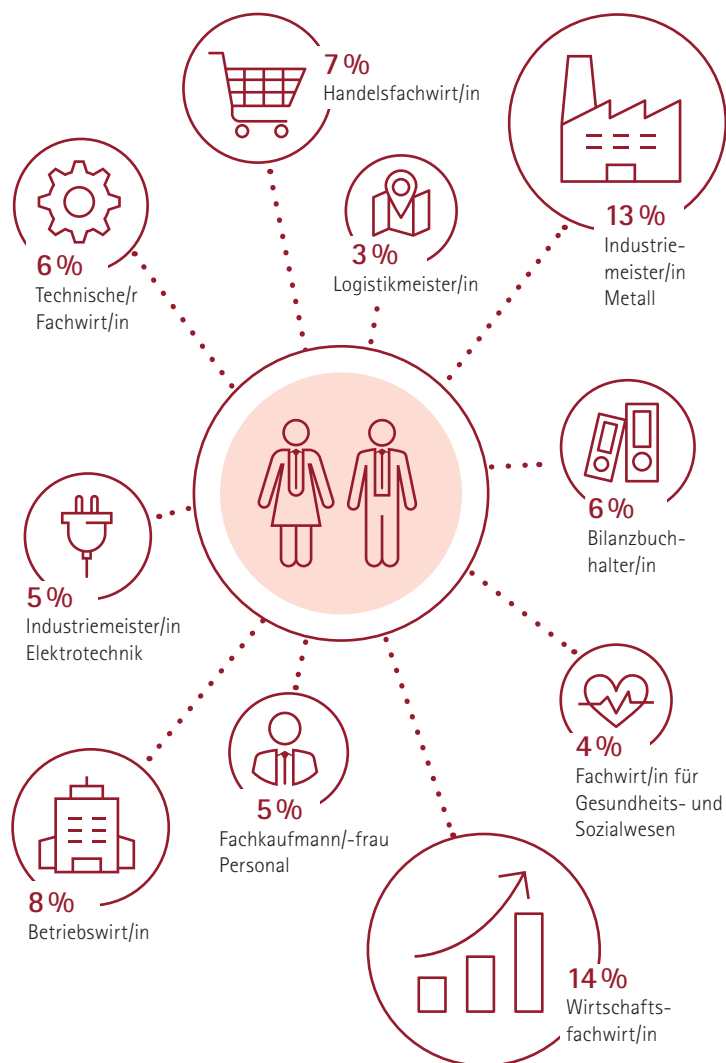 7 %
Handelsfachwirt/in
13 %
Industrie-
meister/in
Metall
6 %
Technische/r
Fachwirt/in
3 %
Logistikmeister/in
6 %
Bilanzbuch-
halter/in
5 %
Industriemeister/in
Elektrotechnik
4 %
Fachwirt/in für
Gesundheits- und
Sozialwesen
5 %
Fachkaufmann/-frau
Personal
8 %
Betriebswirt/in
14 %
Wirtschafts-
fachwirt/in